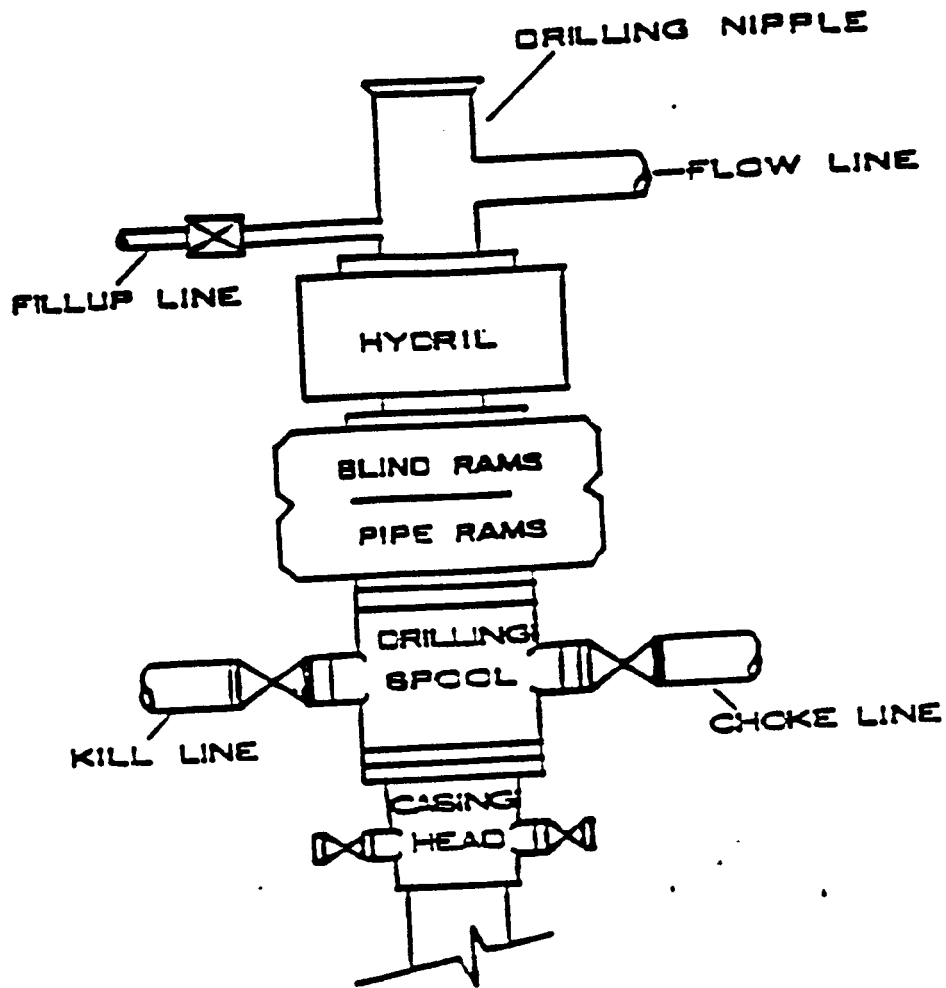 DRILLING NIPPLE
FLOW LINE
FILLUP LINE
HYDRIL
BLIND RAMS
PIPE RAMS
DRILLING
SPOOL
KILL LINE
CHOKE LINE
CASING
HEAD